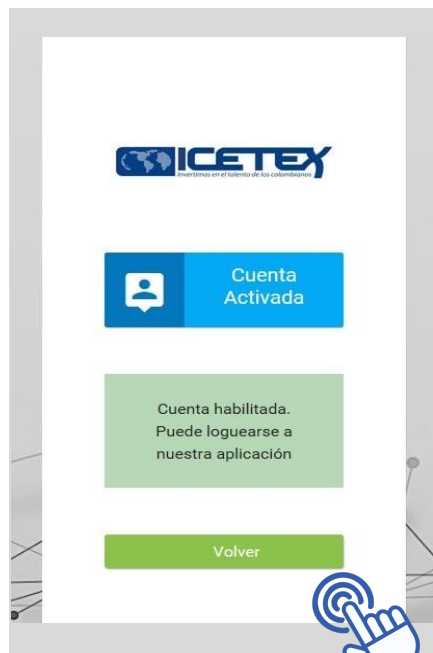 ICETEX
Invertimos en el talento de los colombianos
Cuenta
Activada
Cuenta habilitada.
Puede loguearse a
nuestra aplicación
Volver